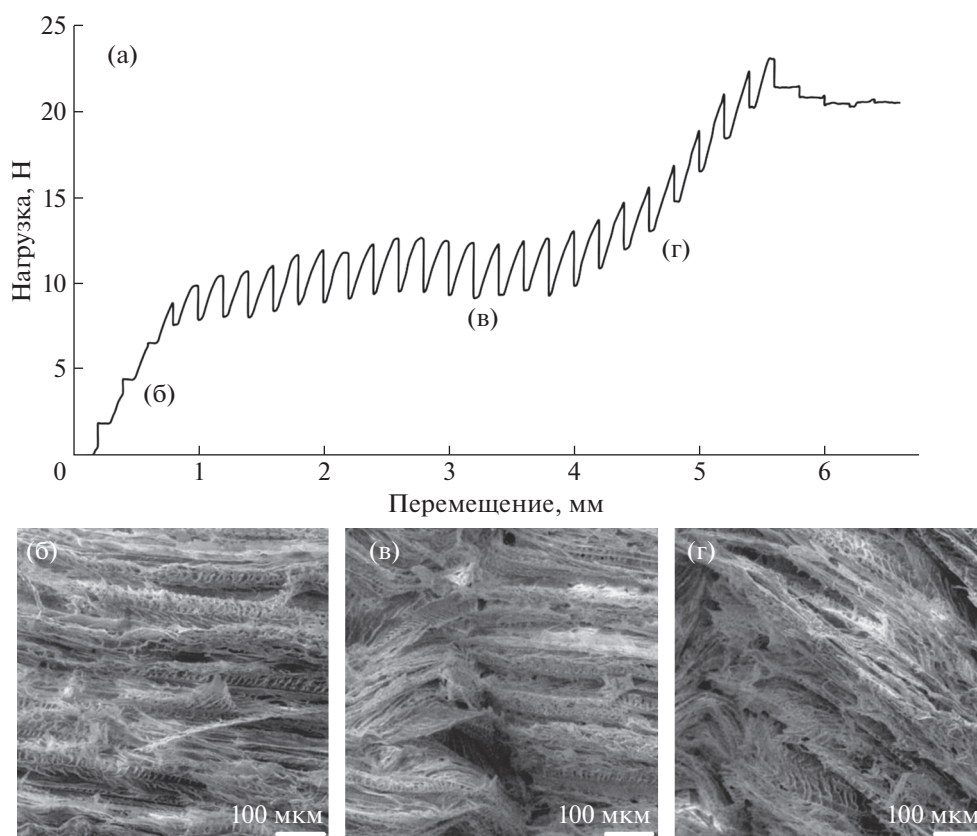 25
(а)
20
15
10
5
0
Нагрузка, Н
(б)
(в)
(г)
1
2
3
4
5
6
Перемещение, мм
(б)
(в)
(г)
100 мкм
100 мкм
100 мкм